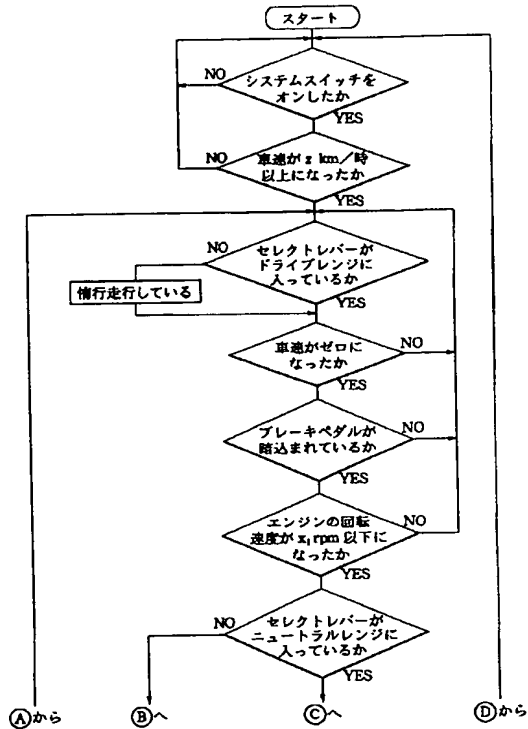 スタート
システムスイッチを
オンしたか
NO
YES
車速が z km/時
以上になったか
NO
YES
セレクトレバーが
ドライブレンジに
入っているか
NO
YES
惰行走行している
車速がゼロに
なったか
NO
YES
ブレーキペダルが
踏込まれているか
NO
YES
エンジンの回転
速度が x₁ rpm 以下に
なったか
NO
YES
セレクトレバーが
ニュートラルレンジに
入っているか
NO
YES
Ⓐから
Ⓑへ
Ⓒへ
Ⓓから